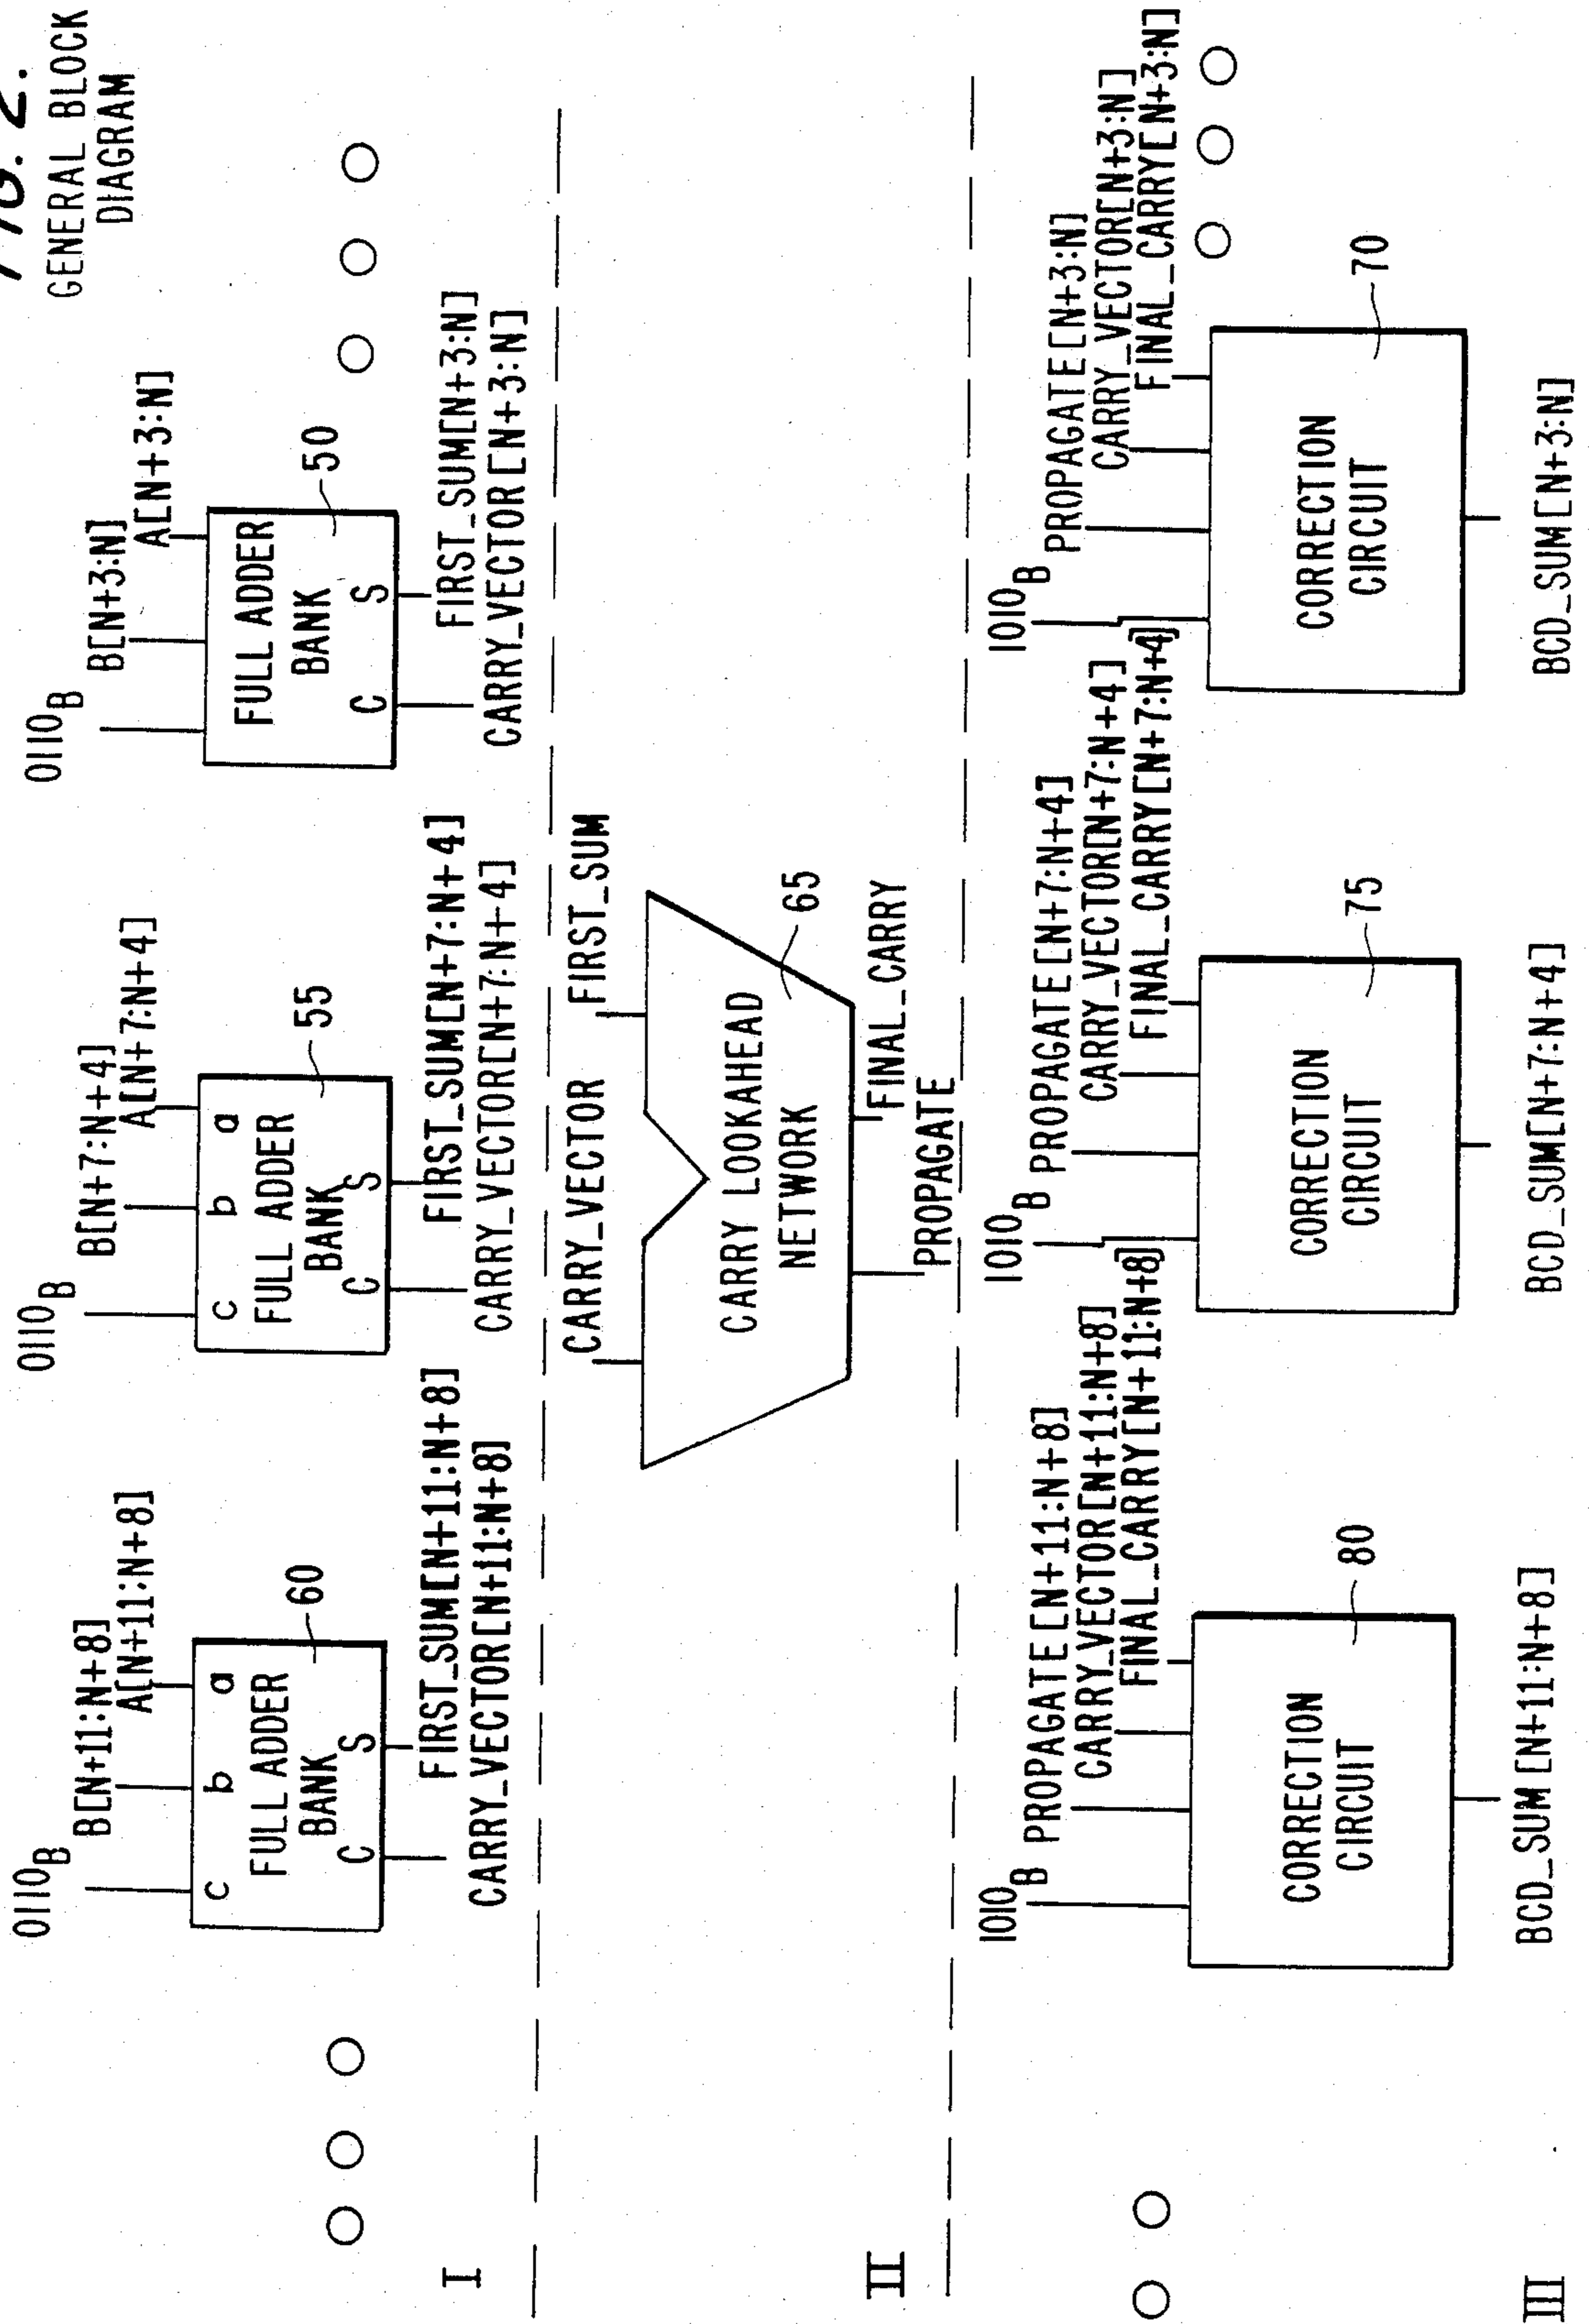 FIG. 2.
GENERAL BLOCK
DIAGRAM
0110B
B[N+11:N+8]
A[N+11:N+8]
c b a
FULL ADDER
BANK
C S
60
FIRST_SUM[N+11:N+8]
CARRY_VECTOR[N+11:N+8]
0110B
B[N+7:N+4]
A[N+7:N+4]
c b a
FULL ADDER
BANK
C S
55
FIRST_SUM[N+7:N+4]
CARRY_VECTOR[N+7:N+4]
0110B
B[N+3:N]
A[N+3:N]
FULL ADDER
BANK
C S
50
FIRST_SUM[N+3:N]
CARRY_VECTOR[N+3:N]
I
CARRY_VECTOR
FIRST_SUM
CARRY LOOKAHEAD
NETWORK
65
FINAL_CARRY
PROPAGATE
II
1010B
PROPAGATE[N+11:N+8]
CARRY_VECTOR[N+11:N+8]
FINAL_CARRY[N+11:N+8]
CORRECTION
CIRCUIT
80
BCD_SUM[N+11:N+8]
1010B
PROPAGATE[N+7:N+4]
CARRY_VECTOR[N+7:N+4]
FINAL_CARRY[N+7:N+4]
CORRECTION
CIRCUIT
75
BCD_SUM[N+7:N+4]
1010B
PROPAGATE[N+3:N]
CARRY_VECTOR[N+3:N]
FINAL_CARRY[N+3:N]
CORRECTION
CIRCUIT
70
BCD_SUM[N+3:N]
III